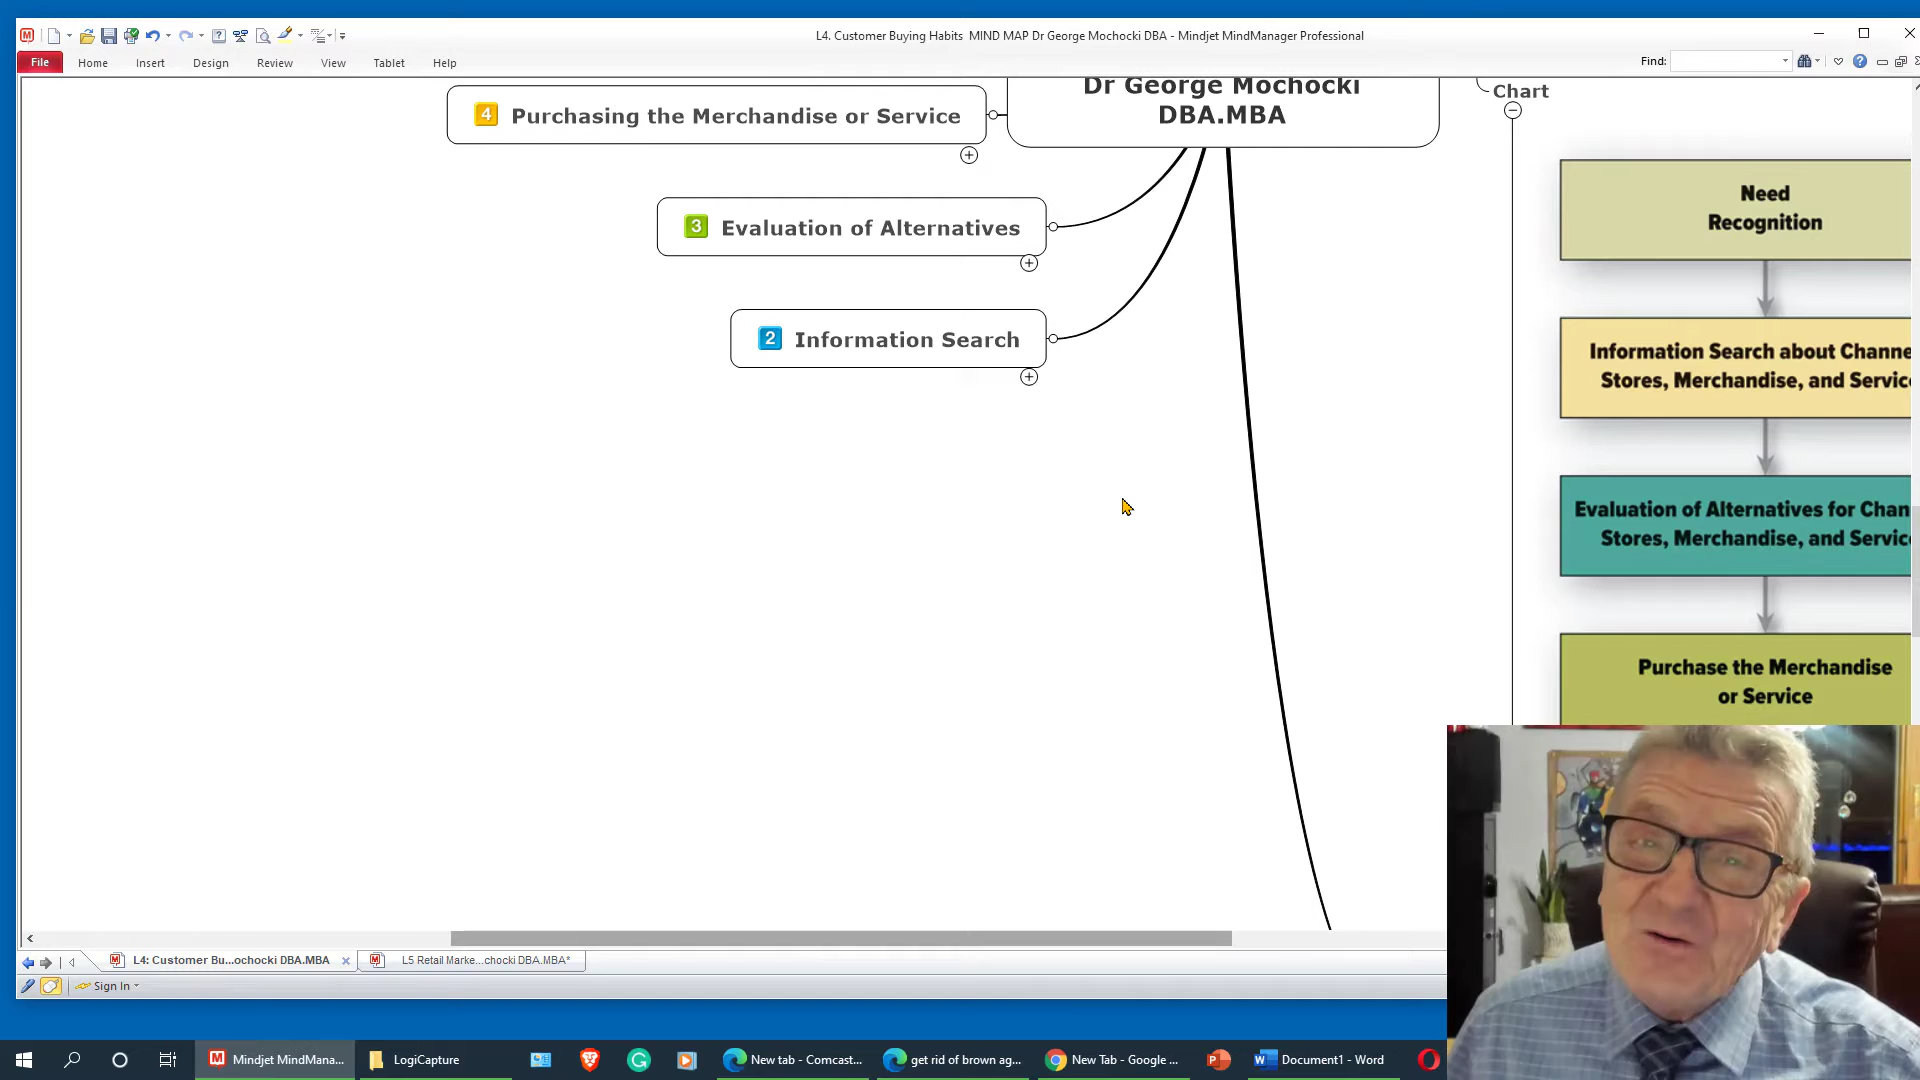 L4. Customer Buying Habits MIND MAP Dr George Mochocki DBA - Mindjet MindManager Professional
File Home Insert Design Review View Tablet Help
Find:
Dr George Mochocki
DBA.MBA
4 Purchasing the Merchandise or Service
3 Evaluation of Alternatives
2 Information Search
Chart
Need
Recognition
Information Search about Channe
Stores, Merchandise, and Servic
Evaluation of Alternatives for Chan
Stores, Merchandise, and Servic
Purchase the Merchandise
or Service
L4: Customer Bu...ochocki DBA.MBA
L5 Retail Marke...chocki DBA.MBA*
Sign In
Mindjet MindMana...
LogiCapture
New tab - Comcast...
get rid of brown ag...
New Tab - Google ...
Document1 - Word